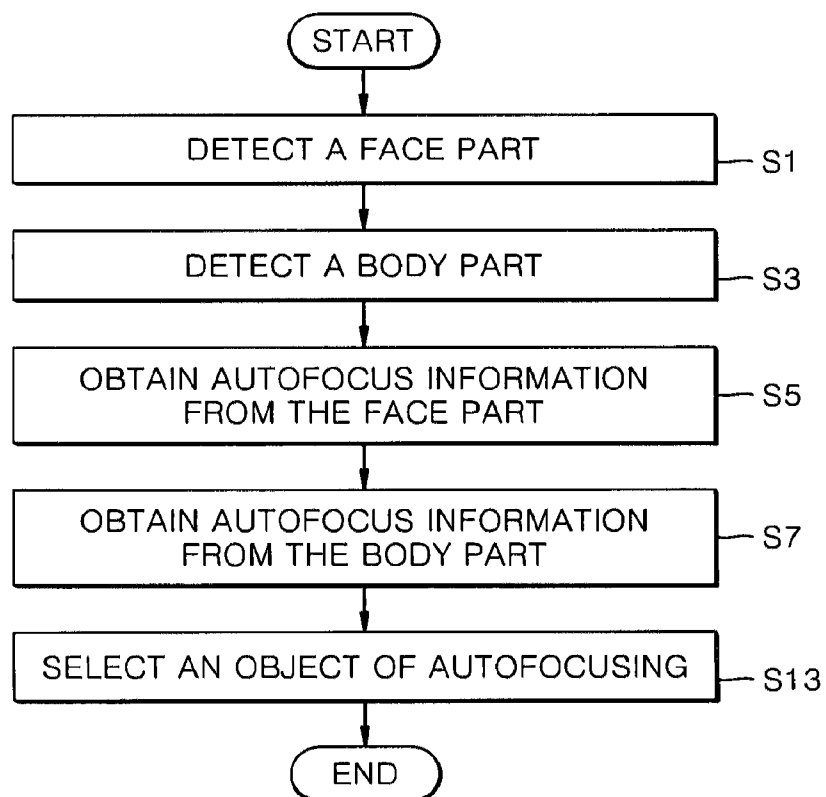 START
DETECT A FACE PART
S1
DETECT A BODY PART
S3
OBTAIN AUTOFOCUS INFORMATION
FROM THE FACE PART
S5
OBTAIN AUTOFOCUS INFORMATION
FROM THE BODY PART
S7
SELECT AN OBJECT OF AUTOFOCUSING
S13
END